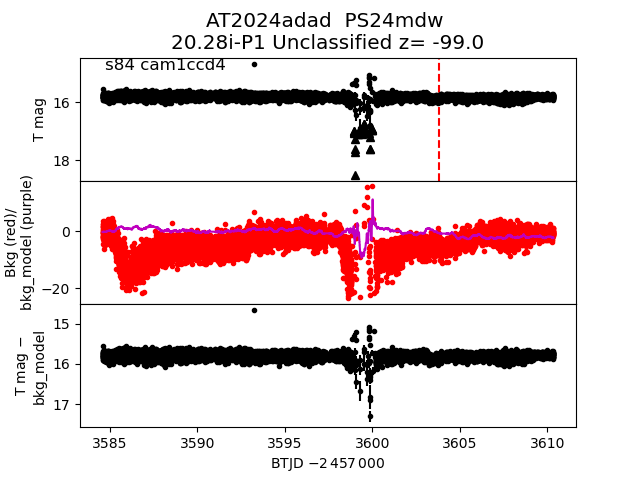 AT2024adad  PS24mdw
20.28i-P1 Unclassified z= -99.0
s84 cam1ccd4
T mag
16
18
Bkg (red)/
bkg_model (purple)
0
−20
T mag −
bkg_model
15
16
17
3585 3590 3595 3600 3605 3610
BTJD −2 457 000